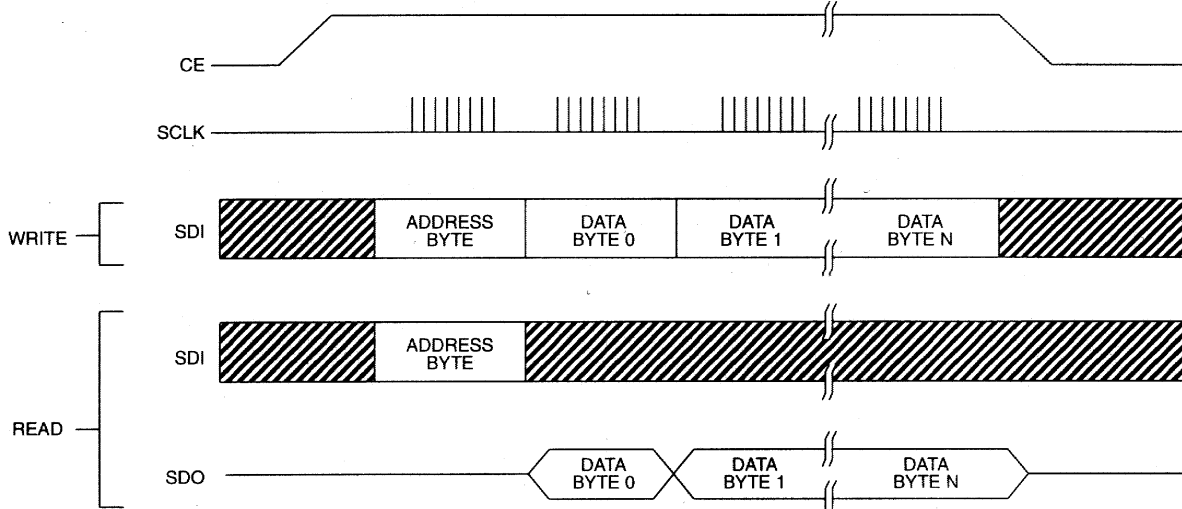 CE
SCLK
WRITE
SDI
ADDRESS
BYTE
DATA
BYTE 0
DATA
BYTE 1
DATA
BYTE N
READ
SDI
ADDRESS
BYTE
SDO
DATA
BYTE 0
DATA
BYTE 1
DATA
BYTE N